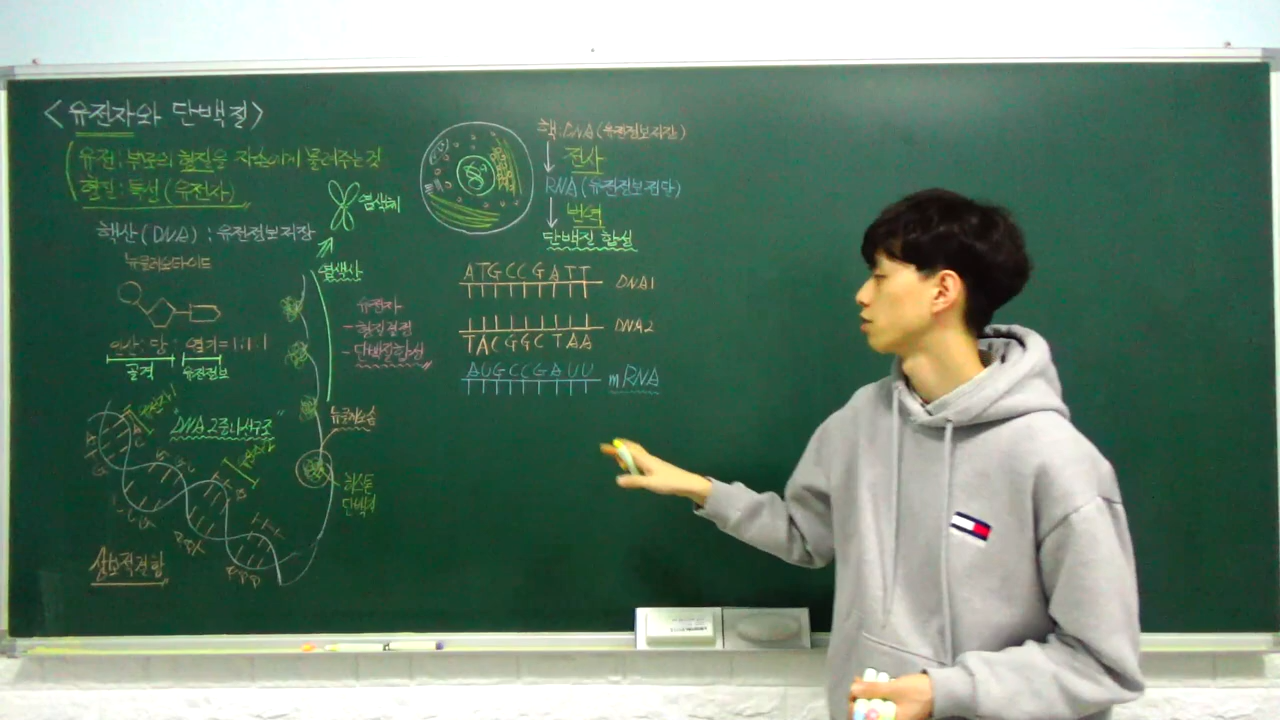 <유전자와 단백질>
유전 : 부모의 형질을 자손에게 물려주는 것
형질 : 특성 (유전자)
염색체
핵산 (DNA) : 유전정보저장
뉴클레오타이드
염색사
인산 : 당 : 염기 = 1:1:1
골격
유전정보
유전자
- 형질결정
- 단백질합성
"DNA 2중나선구조"
뉴클레오솜
히스톤
단백질
상보적결합
핵 : DNA (유전정보저장)
전사
RNA (유전정보전달)
번역
단백질 합성
ATGCCGATT DNA1
DNA2
TACGGCTAA
AUGCCGAUU mRNA